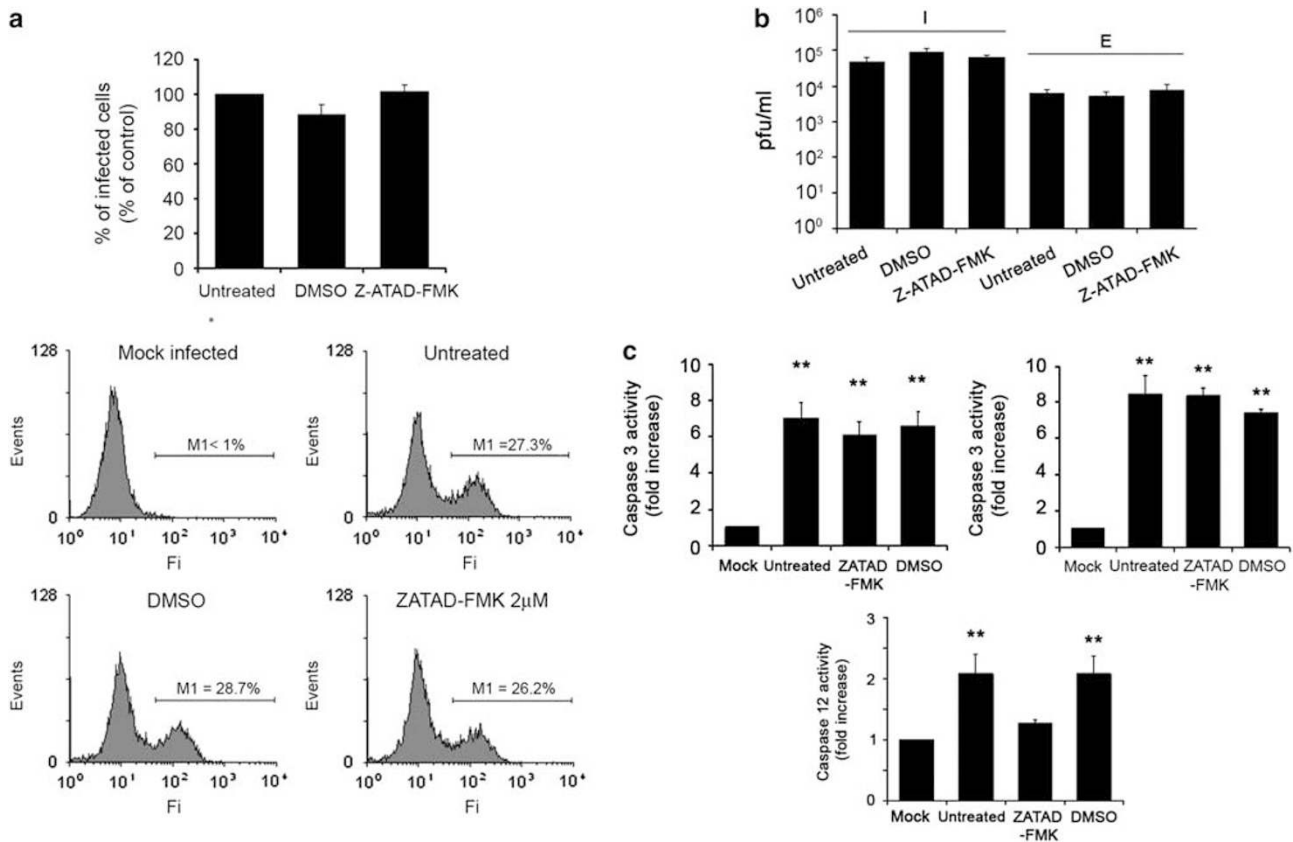 a
120
100
80
60
40
20
0
% of infected cells
(% of control)
Untreated DMSO Z-ATAD-FMK
128
Mock infected
M1< 1%
Events
0
10⁰ 10¹ 10² 10³ 10⁴
Fi
128
Untreated
M1 =27.3%
Events
0
10⁰ 10¹ 10² 10³ 10⁴
Fi
128
DMSO
M1 = 28.7%
Events
0
10⁰ 10¹ 10² 10³ 10⁴
Fi
128
ZATAD-FMK 2µM
M1 = 26.2%
Events
0
10⁰ 10¹ 10² 10³ 10⁴
Fi
b
10⁶
10⁵
10⁴
10³
10²
10¹
10⁰
pfu/ml
I
E
Untreated
DMSO
Z-ATAD-FMK
Untreated
DMSO
Z-ATAD-FMK
c
10
8
6
4
2
0
Caspase 3 activity
(fold increase)
** ** **
Mock Untreated ZATAD DMSO
-FMK
10
8
6
4
2
0
Caspase 3 activity
(fold increase)
** ** **
Mock Untreated ZATAD DMSO
-FMK
3
2
1
0
Caspase 12 activity
(fold increase)
** **
Mock Untreated ZATAD DMSO
-FMK